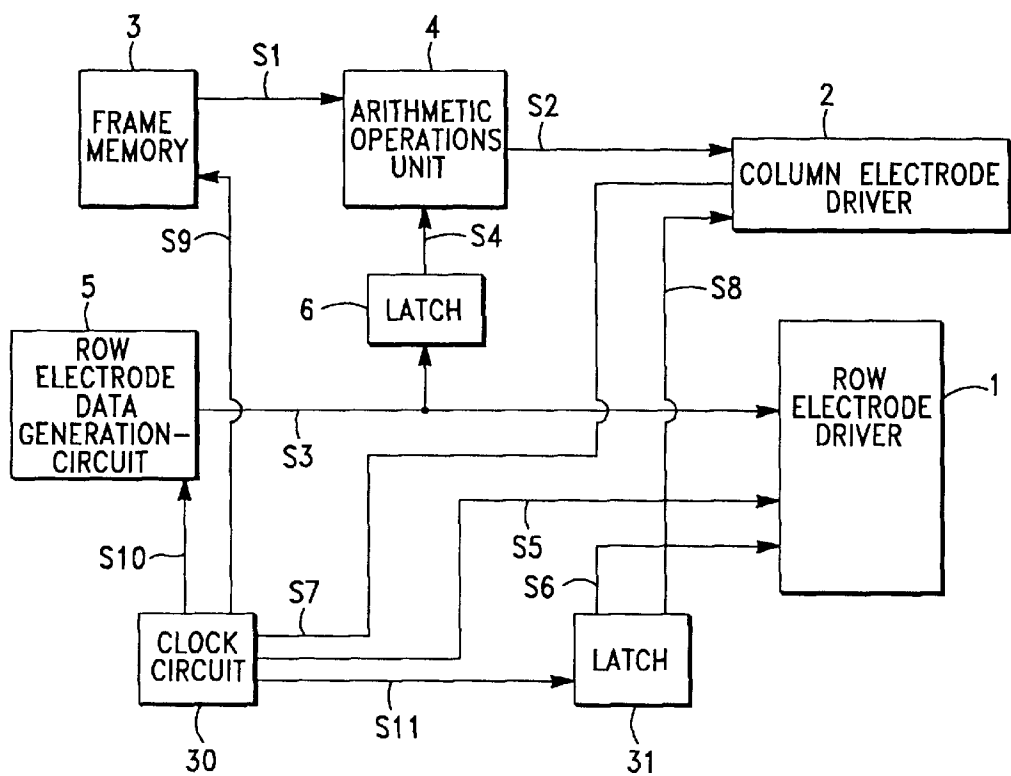 3
S1
4
FRAME
MEMORY
ARITHMETIC
OPERATIONS
UNIT
S2
2
COLUMN ELECTRODE
DRIVER
S9
S4
S8
5
6
LATCH
ROW
ELECTRODE
DATA
GENERATION-
CIRCUIT
S3
ROW
ELECTRODE
DRIVER
1
S10
S5
S7
S6
CLOCK
CIRCUIT
LATCH
S11
30
31